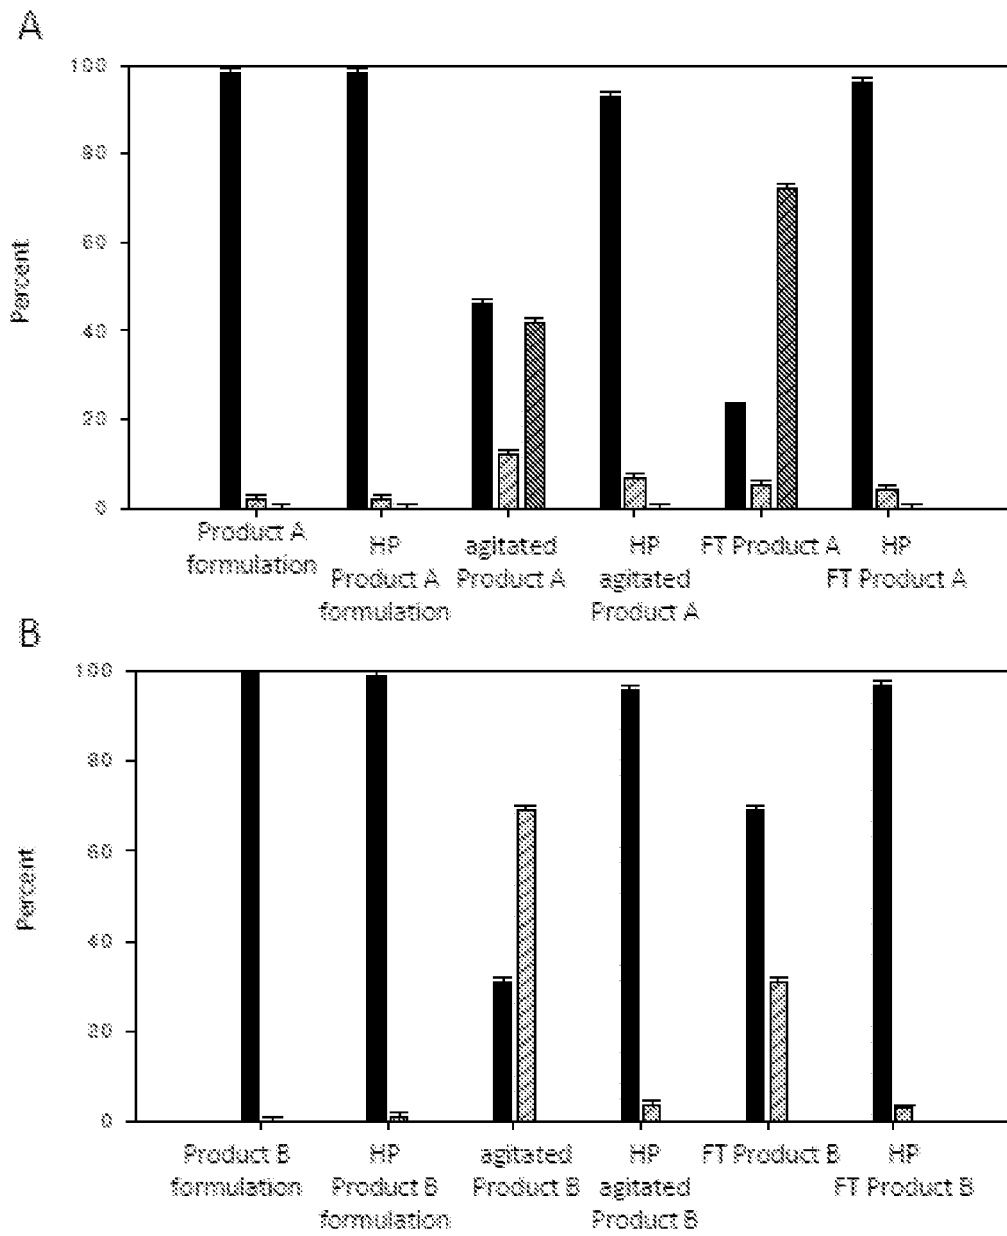 A
100
80
60
40
20
0
Percent
Product A
formulation
HP
Product A
formulation
agitated
Product A
HP
agitated
Product A
FT Product A
HP
FT Product A
B
100
80
60
40
20
0
Percent
Product B
formulation
HP
Product B
formulation
agitated
Product B
HP
agitated
Product B
FT Product B
HP
FT Product B